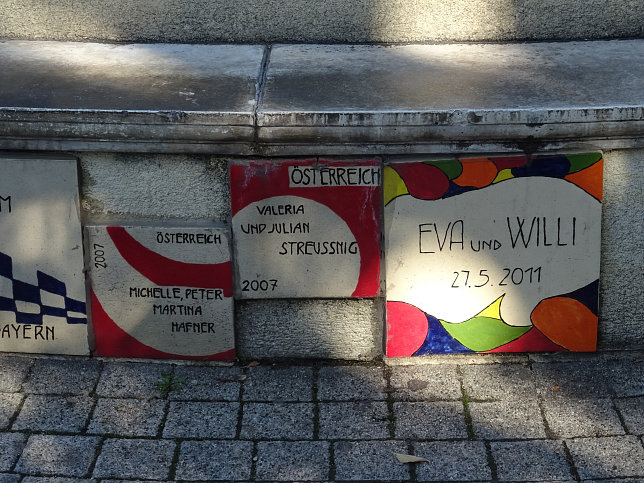 AYERN
2007
ÖSTERREICH
MICHELLE, PETER
MARTINA
HAFNER
ÖSTERREICH
VALERIA
UND JULIAN
STREUSSNIG
2007
EVA UND WILLI
27.5.2011